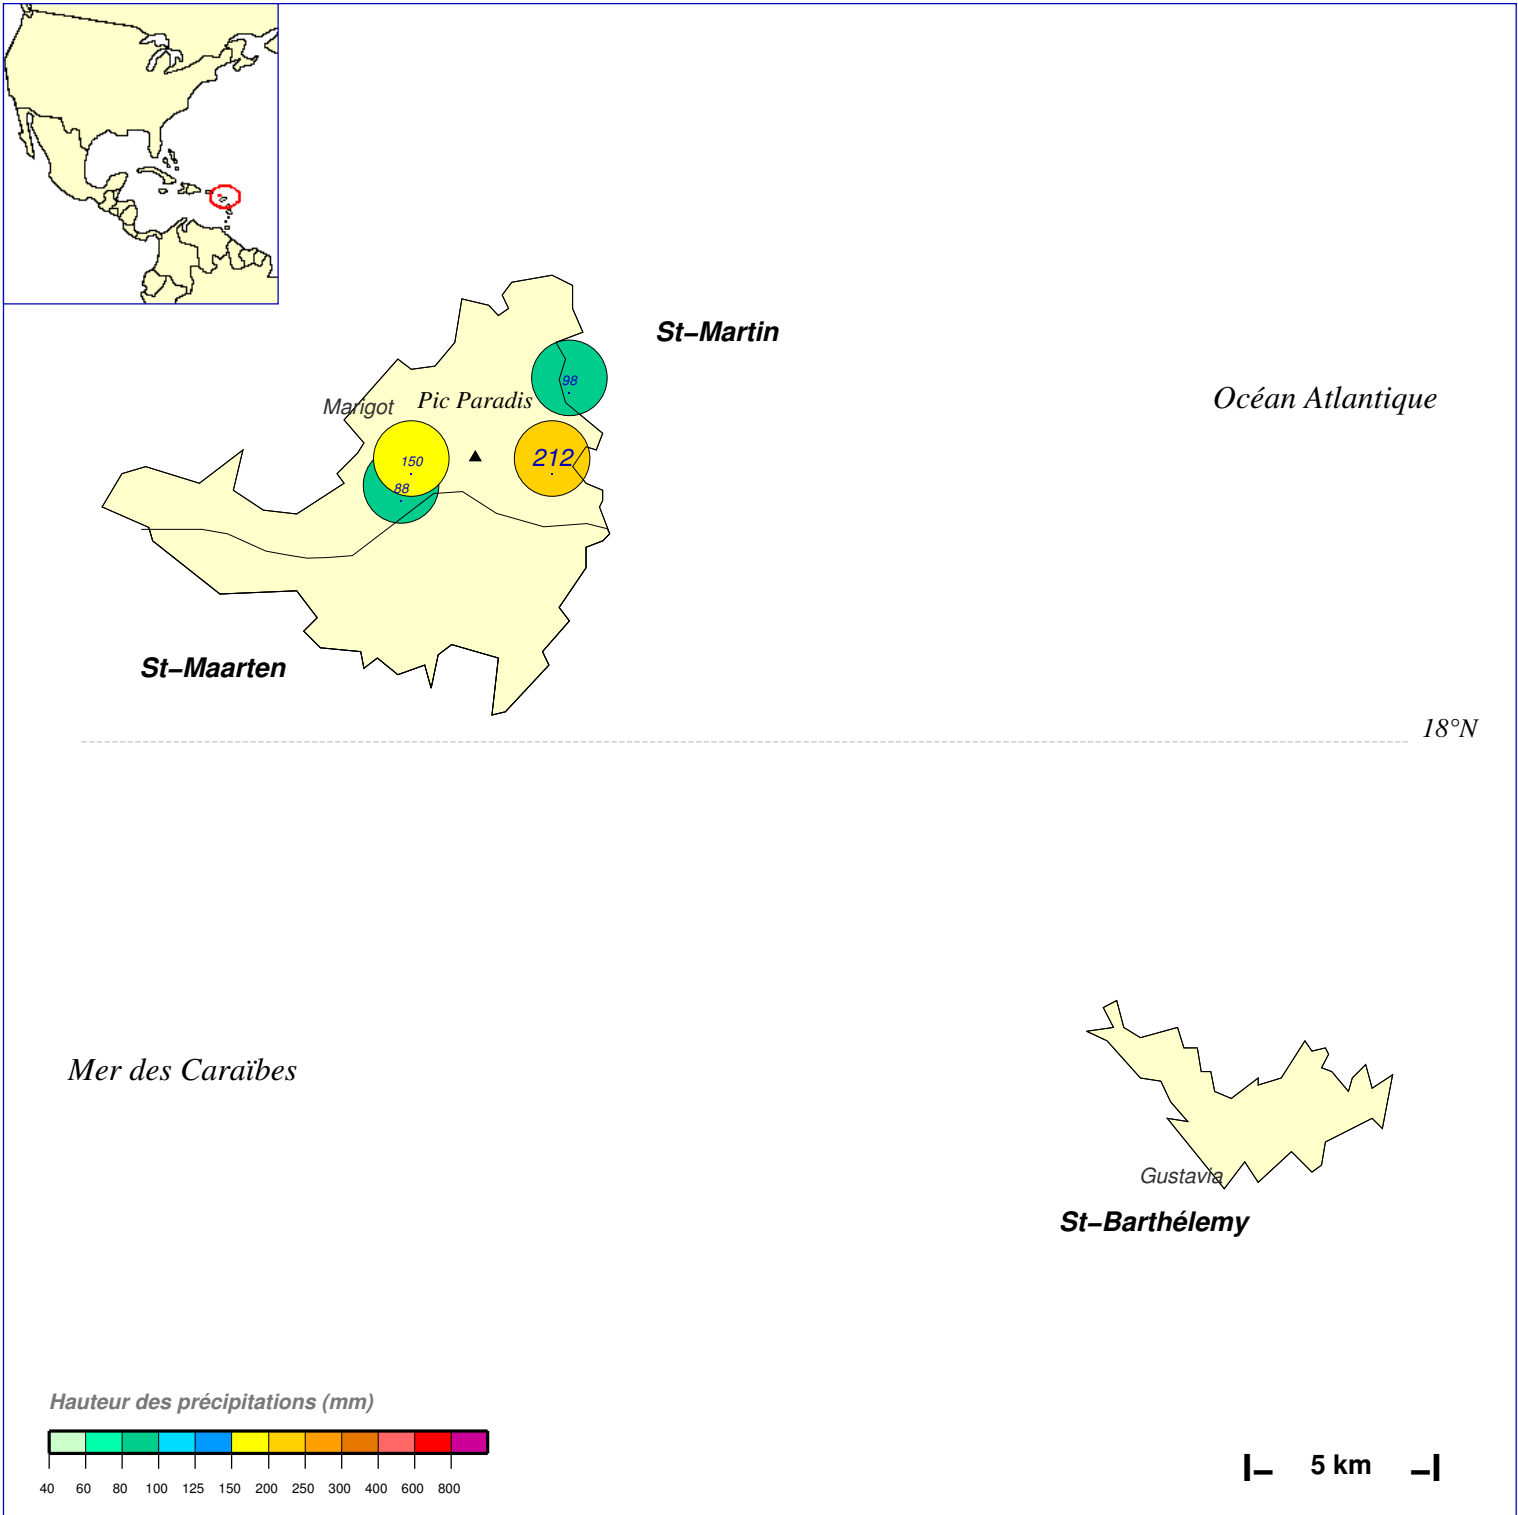 St–Martin
98
Océan Atlantique
Marigot
Pic Paradis
150
212
88
St–Maarten
18°N
Mer des Caraïbes
Gustavia
St–Barthélemy
Hauteur des précipitations (mm)
40 60 80 100 125 150 200 250 300 400 600 800
5 km